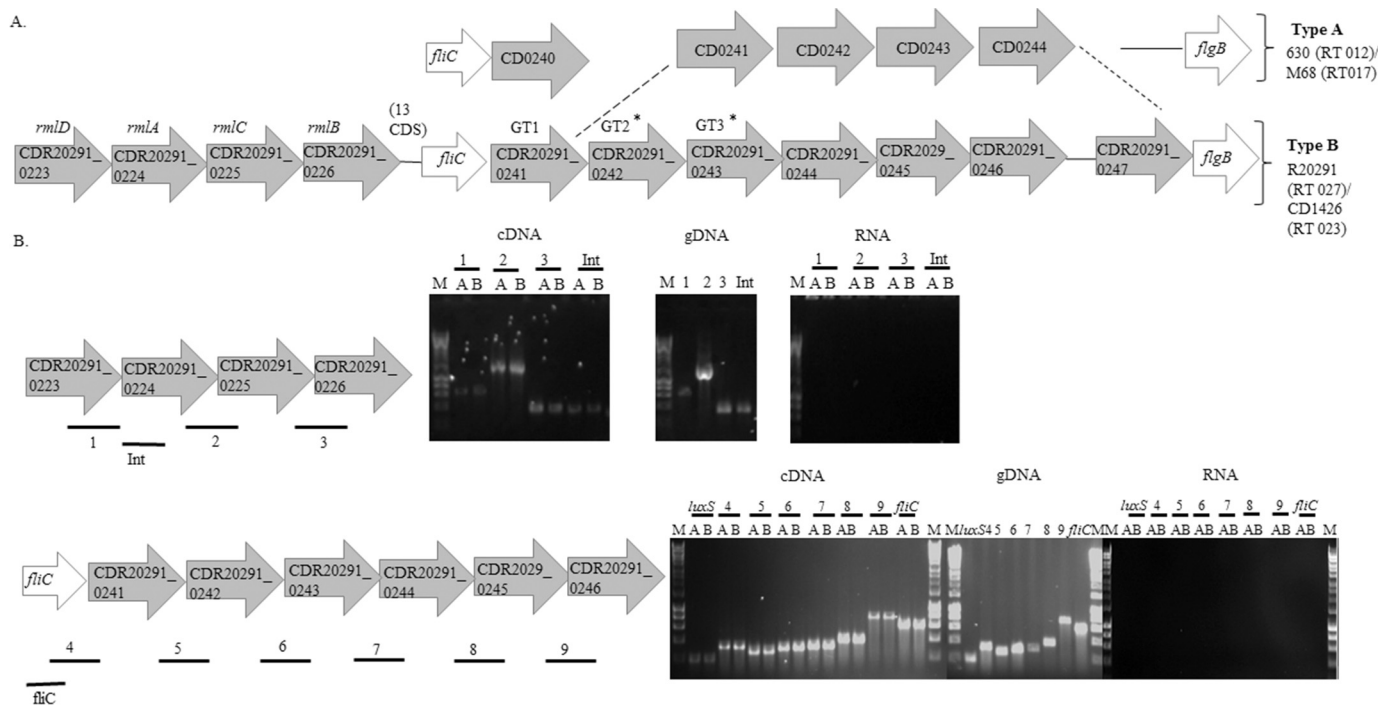 A.
fliC
CD0240
CD0241
CD0242
CD0243
CD0244
flgB
Type A
630 (RT 012)/
M68 (RT017)
rmlD
rmlA
rmlC
rmlB
(13
CDS)
GT1
GT2 *
GT3 *
CDR20291_
0223
CDR20291_
0224
CDR20291_
0225
CDR20291_
0226
fliC
CDR20291_
0241
CDR20291_
0242
CDR20291_
0243
CDR20291_
0244
CDR2029_
0245
CDR20291_
0246
CDR20291_
0247
flgB
Type B
R20291
(RT 027)/
CD1426
(RT 023)
B.
cDNA
gDNA
RNA
1 2 3 Int
M A B A B A B A B
M 1 2 3 Int
1 2 3 Int
M A B A B A B A B
CDR20291_
0223
CDR20291_
0224
CDR20291_
0225
CDR20291_
0226
1
Int
2
3
cDNA
gDNA
RNA
luxS 4 5 6 7 8 9 fliC
M A B A B A B A B A B AB AB A B M
M luxS 4 5 6 7 8 9 fliC M
luxS 4 5 6 7 8 9 fliC
M AB AB AB AB AB AB AB AB M
fliC
CDR20291_
0241
CDR20291_
0242
CDR2029_
0243
CDR20291_
0244
CDR2029_
0245
CDR20291_
0246
4
5
6
7
8
9
fliC